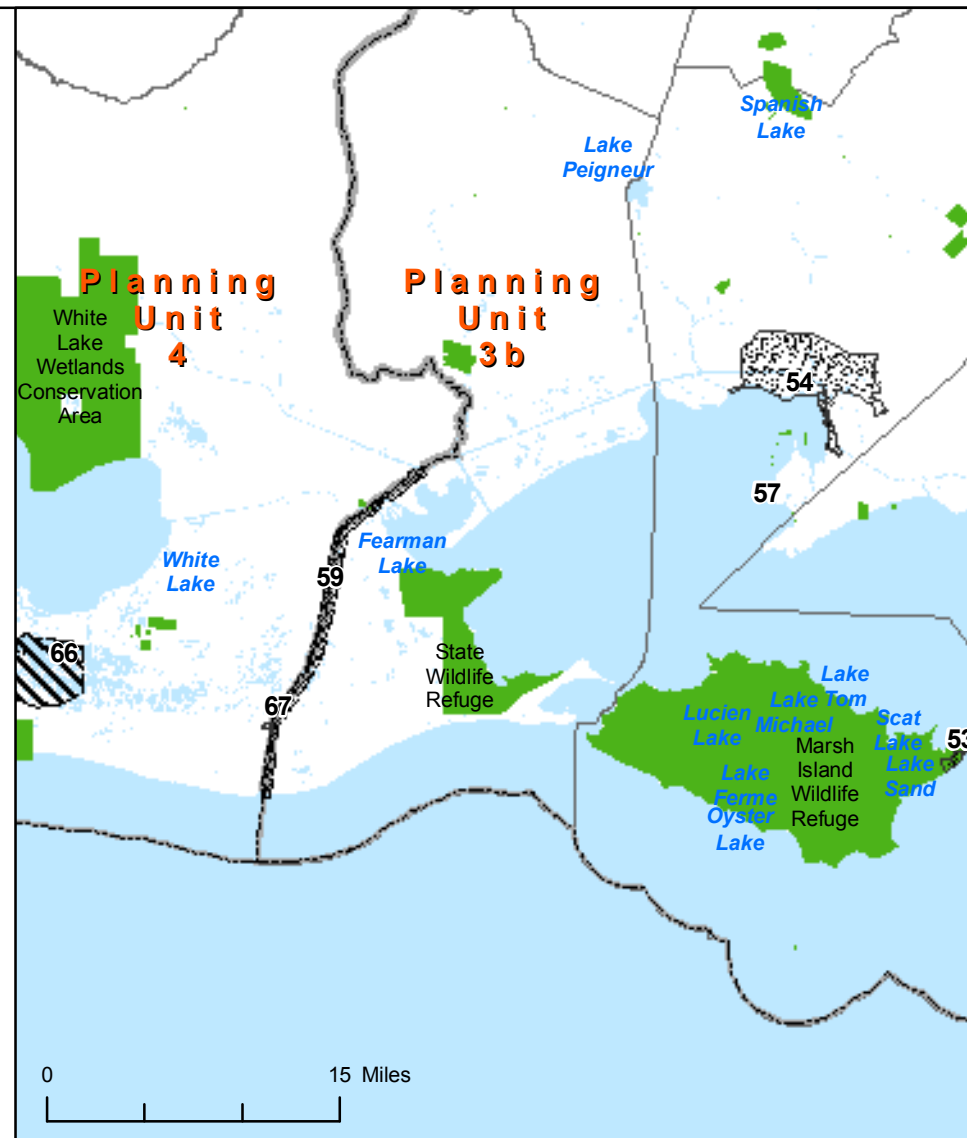 Spanish
Lake
Lake
Peigneur
Planning
Unit
4
Planning
Unit
3b
White
Lake
Wetlands
Conservation
Area
54
57
Fearman
Lake
White
Lake
59
66
State
Wildlife
Refuge
67
Lake
Tom
Lake
Michael
Lucien
Lake
Scat
Lake
53
Marsh
Island
Wildlife
Refuge
Lake
Sand
Lake
Ferme
Oyster
Lake
0 15 Miles